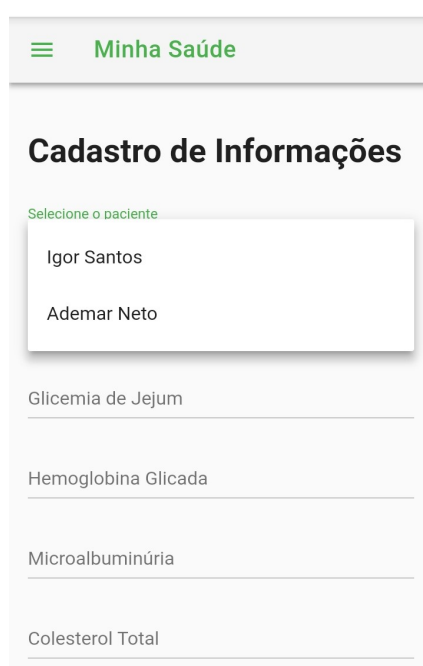 Minha Saúde
Cadastro de Informações
Selecione o paciente
Igor Santos
Ademar Neto
Glicemia de Jejum
Hemoglobina Glicada
Microalbuminúria
Colesterol Total